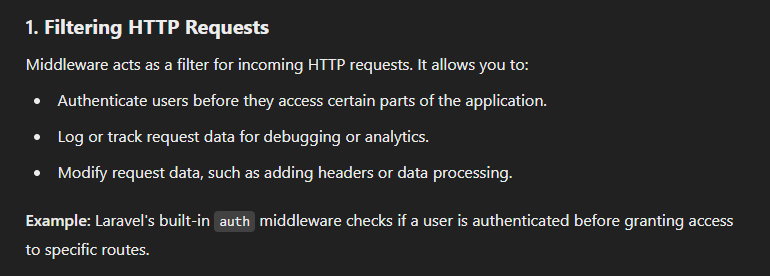 1. Filtering HTTP Requests
Middleware acts as a filter for incoming HTTP requests. It allows you to:
• Authenticate users before they access certain parts of the application.
• Log or track request data for debugging or analytics.
• Modify request data, such as adding headers or data processing.
Example: Laravel's built-in auth middleware checks if a user is authenticated before granting access
to specific routes.